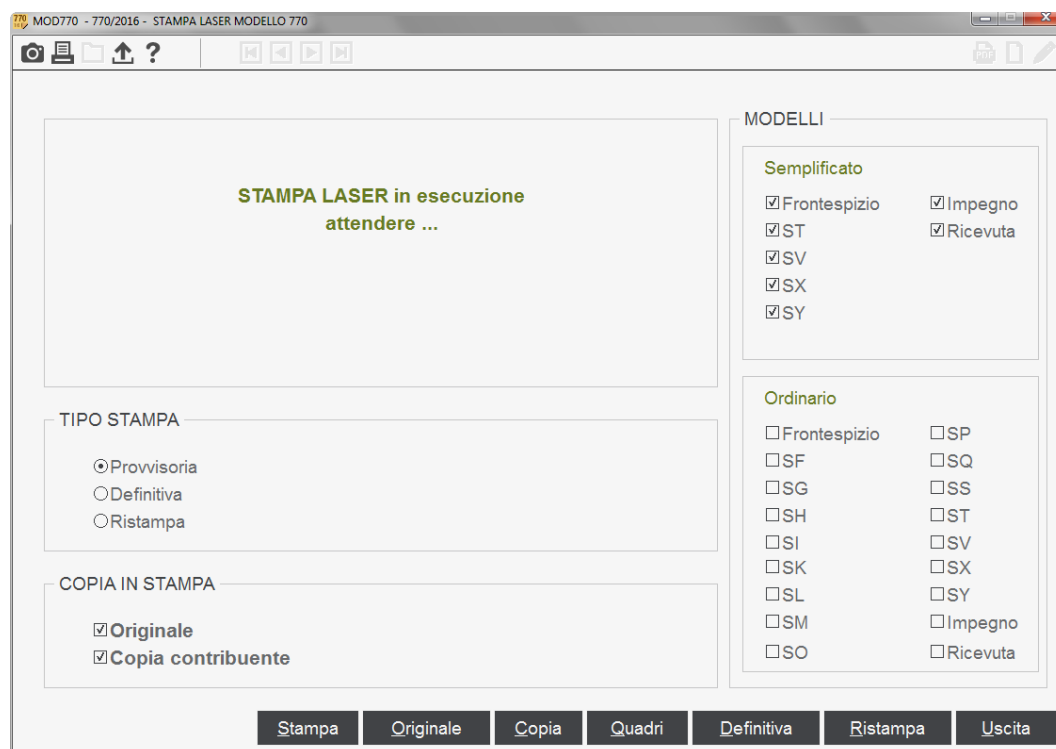 MOD770 - 770/2016 - STAMPA LASER MODELLO 770
STAMPA LASER in esecuzione
attendere ...
TIPO STAMPA
Provvisoria
Definitiva
Ristampa
COPIA IN STAMPA
Originale
Copia contribuente
MODELLI
Semplificato
Frontespizio Impegno
ST Ricevuta
SV
SX
SY
Ordinario
Frontespizio SP
SF SQ
SG SS
SH ST
SI SV
SK SX
SL SY
SM Impegno
SO Ricevuta
Stampa Originale Copia Quadri Definitiva Ristampa Uscita